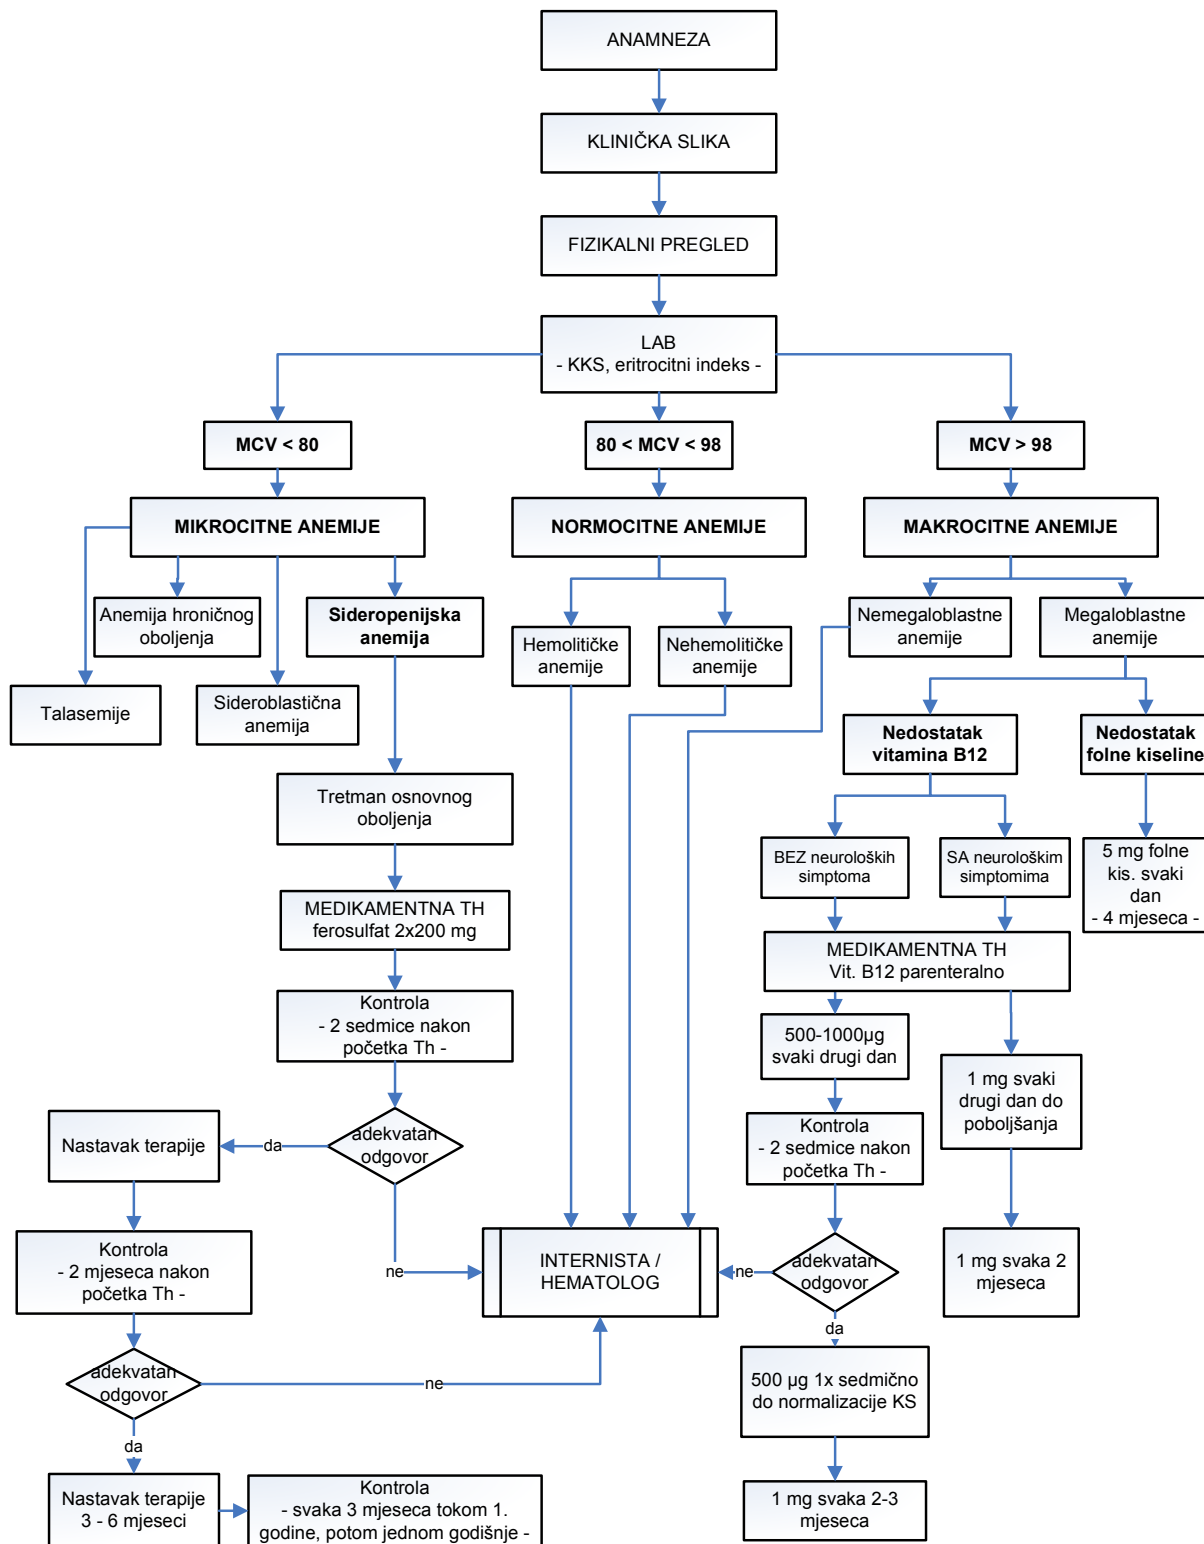 ANAMNEZA
KLINIČKA SLIKA
FIZIKALNI PREGLED
LAB
- KKS, eritrocitni indeks -
MCV < 80
80 < MCV < 98
MCV > 98
MIKROCITNE ANEMIJE
NORMOCITNE ANEMIJE
MAKROCITNE ANEMIJE
Anemija hroničnog
oboljenja
Sideropenijska
anemija
Talasemije
Sideroblastična
anemija
Hemolitičke
anemije
Nehemolitičke
anemije
Nemegaloblastne
anemije
Megaloblastne
anemije
Nedostatak
vitamina B12
Nedostatak
folne kiseline
Tretman osnovnog
oboljenja
BEZ neuroloških
simptoma
SA neurološkim
simptomima
5 mg folne
kis. svaki
dan
- 4 mjeseca -
MEDIKAMENTNA TH
ferosulfat 2x200 mg
MEDIKAMENTNA TH
Vit. B12 parenteralno
Kontrola
- 2 sedmice nakon
početka Th -
500-1000µg
svaki drugi dan
1 mg svaki
drugi dan do
poboljšanja
adekvatan
odgovor
da
ne
Nastavak terapije
Kontrola
- 2 sedmice nakon
početka Th -
Kontrola
- 2 mjeseca nakon
početka Th -
INTERNISTA /
HEMATOLOG
adekvatan
odgovor
ne
da
1 mg svaka 2
mjeseca
adekvatan
odgovor
ne
da
500 µg 1x sedmično
do normalizacije KS
Nastavak terapije
3 - 6 mjeseci
Kontrola
- svaka 3 mjeseca tokom 1.
godine, potom jednom godišnje -
1 mg svaka 2-3
mjeseca